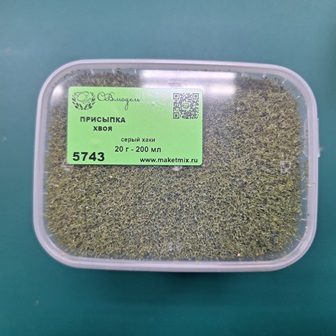 СВмодель
ПРИСЫПКА
ХВОЯ
серый хаки
20 г - 200 мл
5743
www.maketmix.ru